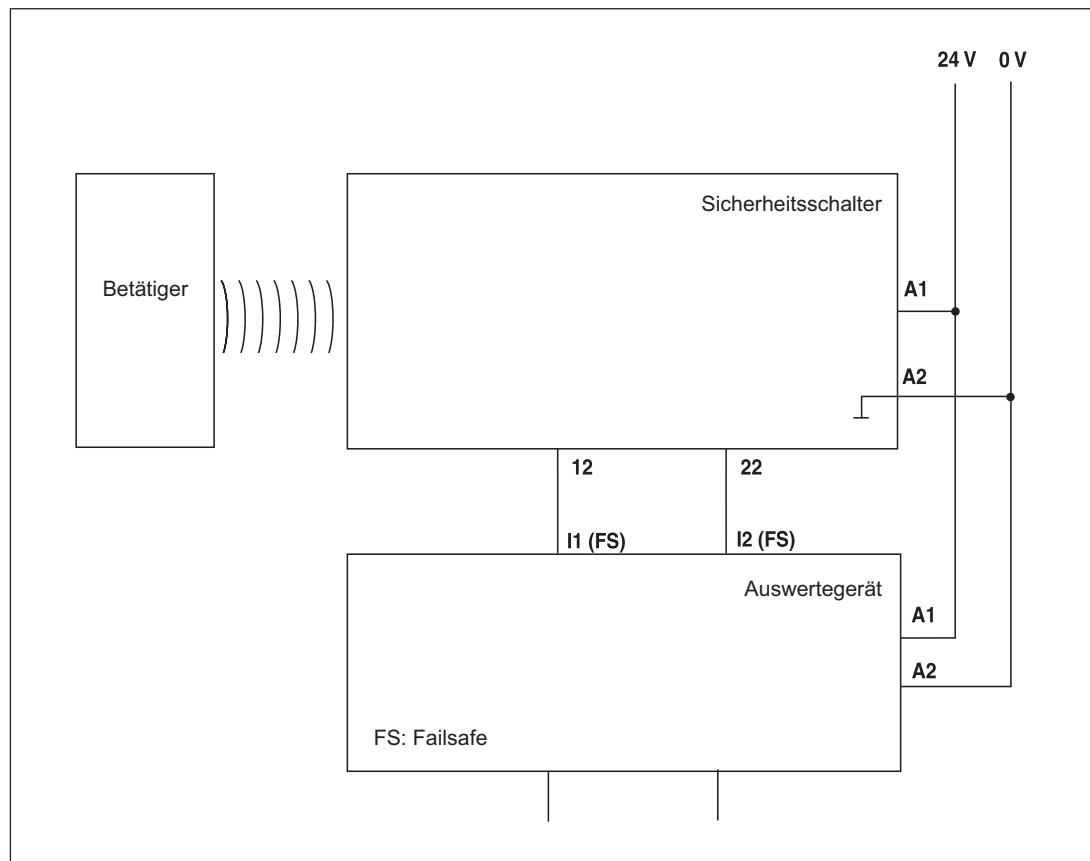 24 V 0 V
Sicherheitsschalter
Betätiger
A1
A2
12 22
I1 (FS) I2 (FS)
Auswertegerät
A1
A2
FS: Failsafe